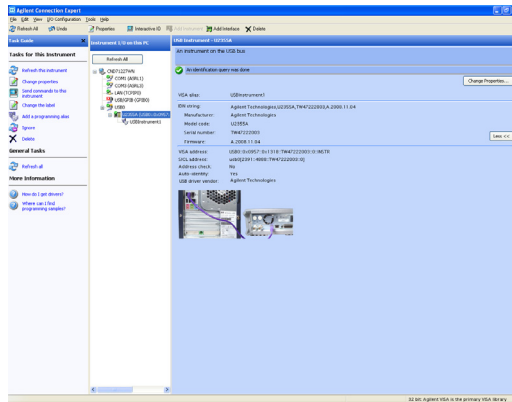 Agilent Connection Expert
File Edit View I/O Configuration Tools Help
Refresh All Undo Properties Interactive IO Add Instrument Add Interface Delete
Task Guide
Tasks for This Instrument
Refresh this instrument
Change properties
Send commands to this instrument
Change the label
Add a programming alias
Ignore
Delete
General Tasks
Refresh all
More Information
How do I get drivers?
Where can I find programming samples?
Instrument I/O on this PC
Refresh All
CND7122TWN
COM1 (ASRL1)
COM3 (ASRL3)
LAN (TCPIP0)
USB/GPIB (GPIB0)
USB0
USBInstrument1
USB Instrument - U2355A
An instrument on the USB bus
An identification query was done
Change Properties...
VISA alias: USBInstrument1
IDN string: Agilent Technologies,U2355A,TW47222003,A.2008.11.04
Manufacturer: Agilent Technologies
Model code: U2355A
Serial number: TW47222003
Firmware: A.2008.11.04
Less <<
VISA address: USB0::0x0957::0x1318::TW47222003::0::INSTR
SICL address: usb0[2391::4888::TW47222003::0]
Address check: No
Auto-identify: Yes
USB driver vendor: Agilent Technologies
32 bit Agilent VISA is the primary VISA library